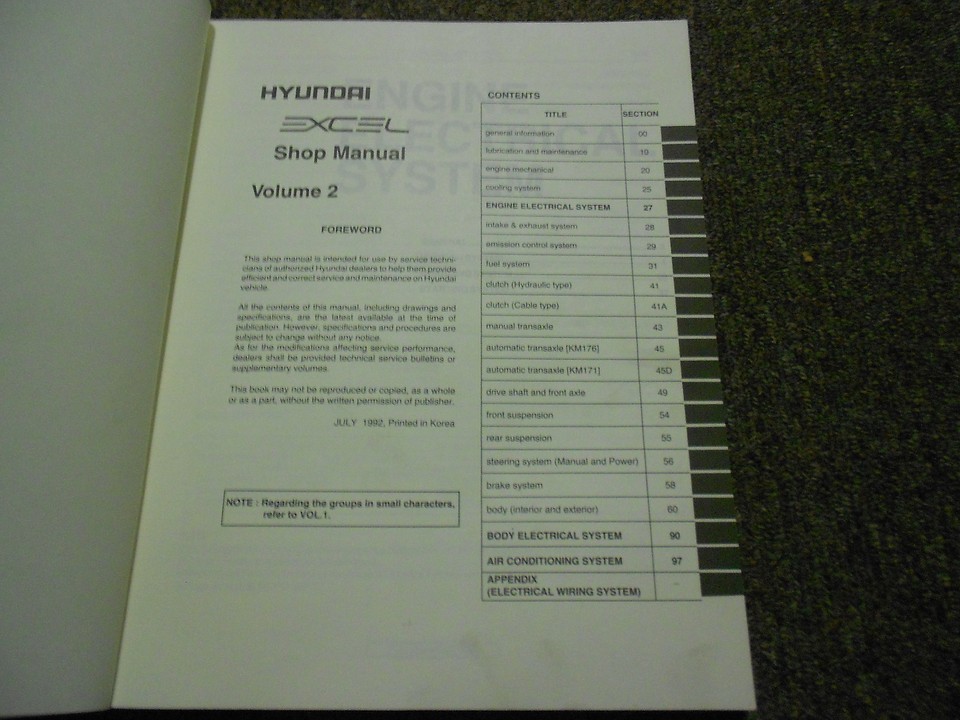 HYUNDAI
EXCEL
Shop Manual
Volume 2
FOREWORD
This shop manual is intended for use by service techni-
cians of authorized Hyundai dealers to help them provide
efficient and correct service and maintenance on Hyundai
vehicle.
All the contents of this manual, including drawings and
specifications, are the latest available at the time of
publication. However, specifications and procedures are
subject to change without any notice.
As for the modifications affecting service performance,
dealers shall be provided technical service bulletins or
supplementary volumes.
This book may not be reproduced or copied, as a whole
or as a part, without the written permission of publisher.
JULY 1992, Printed in Korea
NOTE : Regarding the groups in small characters,
refer to VOL.1.
CONTENTS
TITLE SECTION
general information 00
lubrication and maintenance 10
engine mechanical 20
cooling system 25
ENGINE ELECTRICAL SYSTEM 27
intake & exhaust system 28
emission control system 29
fuel system 31
clutch (Hydraulic type) 41
clutch (Cable type) 41A
manual transaxle 43
automatic transaxle [KM176] 45
automatic transaxle [KM171] 45D
drive shaft and front axle 49
front suspension 54
rear suspension 55
steering system (Manual and Power) 56
brake system 58
body (interior and exterior) 60
BODY ELECTRICAL SYSTEM 90
AIR CONDITIONING SYSTEM 97
APPENDIX
(ELECTRICAL WIRING SYSTEM) –
ENGINE
ELECTRICAL
SYSTEM